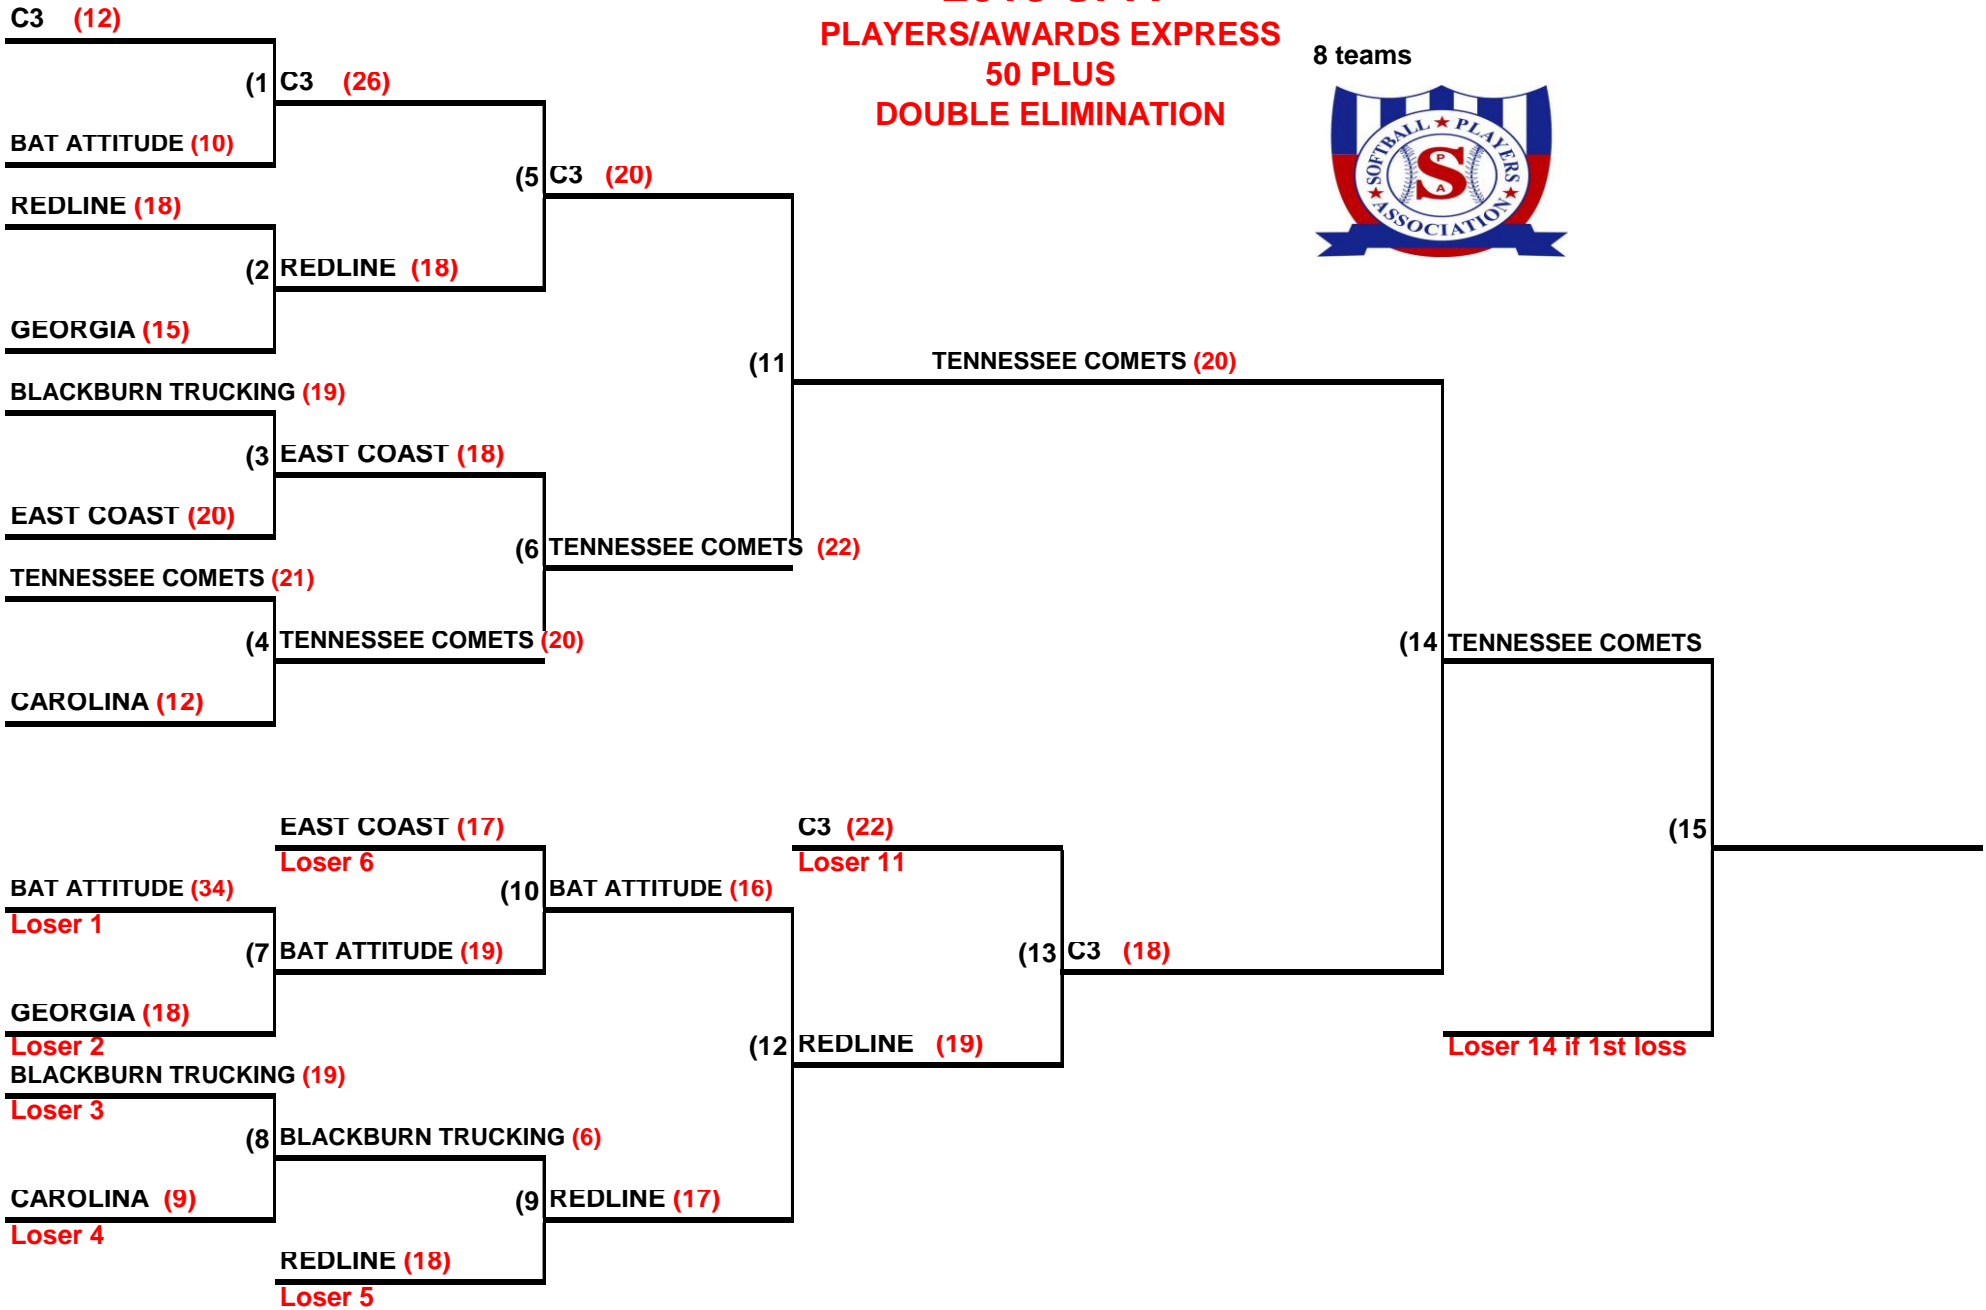 PLAYERS/AWARDS EXPRESS
50 PLUS
DOUBLE ELIMINATION
8 teams
SOFTBALL ★ PLAYERS ★ ASSOCIATION ★
S
P
A
C3 (12)
(1 C3 (26)
BAT ATTITUDE (10)
(5 C3 (20)
REDLINE (18)
(2 REDLINE (18)
GEORGIA (15)
(11 TENNESSEE COMETS (20)
BLACKBURN TRUCKING (19)
(3 EAST COAST (18)
EAST COAST (20)
(6 TENNESSEE COMETS (22)
TENNESSEE COMETS (21)
(4 TENNESSEE COMETS (20)
(14 TENNESSEE COMETS
CAROLINA (12)
EAST COAST (17)
Loser 6
C3 (22)
Loser 11
(15
BAT ATTITUDE (34)
Loser 1
(10 BAT ATTITUDE (16)
(7 BAT ATTITUDE (19)
(13 C3 (18)
GEORGIA (18)
Loser 2
(12 REDLINE (19)
Loser 14 if 1st loss
BLACKBURN TRUCKING (19)
Loser 3
(8 BLACKBURN TRUCKING (6)
CAROLINA (9)
Loser 4
(9 REDLINE (17)
REDLINE (18)
Loser 5